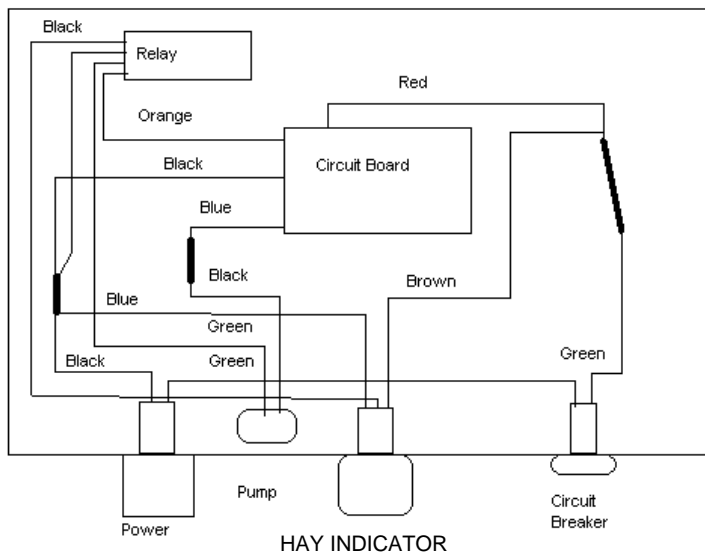 Black
Relay
Red
Orange
Black
Circuit Board
Blue
Black
Brown
Blue
Green
Black
Green
Green
Pump
Circuit
Breaker
Power
HAY INDICATOR